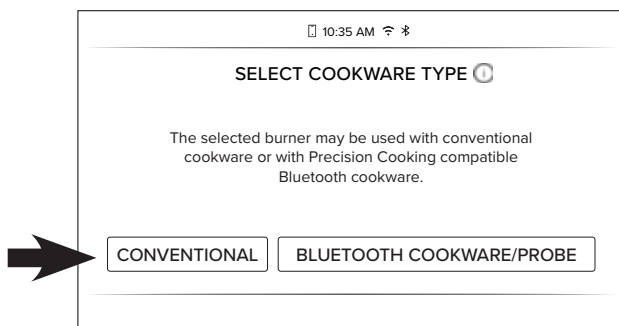 10:35 AM
SELECT COOKWARE TYPE
The selected burner may be used with conventional
cookware or with Precision Cooking compatible
Bluetooth cookware.
CONVENTIONAL BLUETOOTH COOKWARE/PROBE